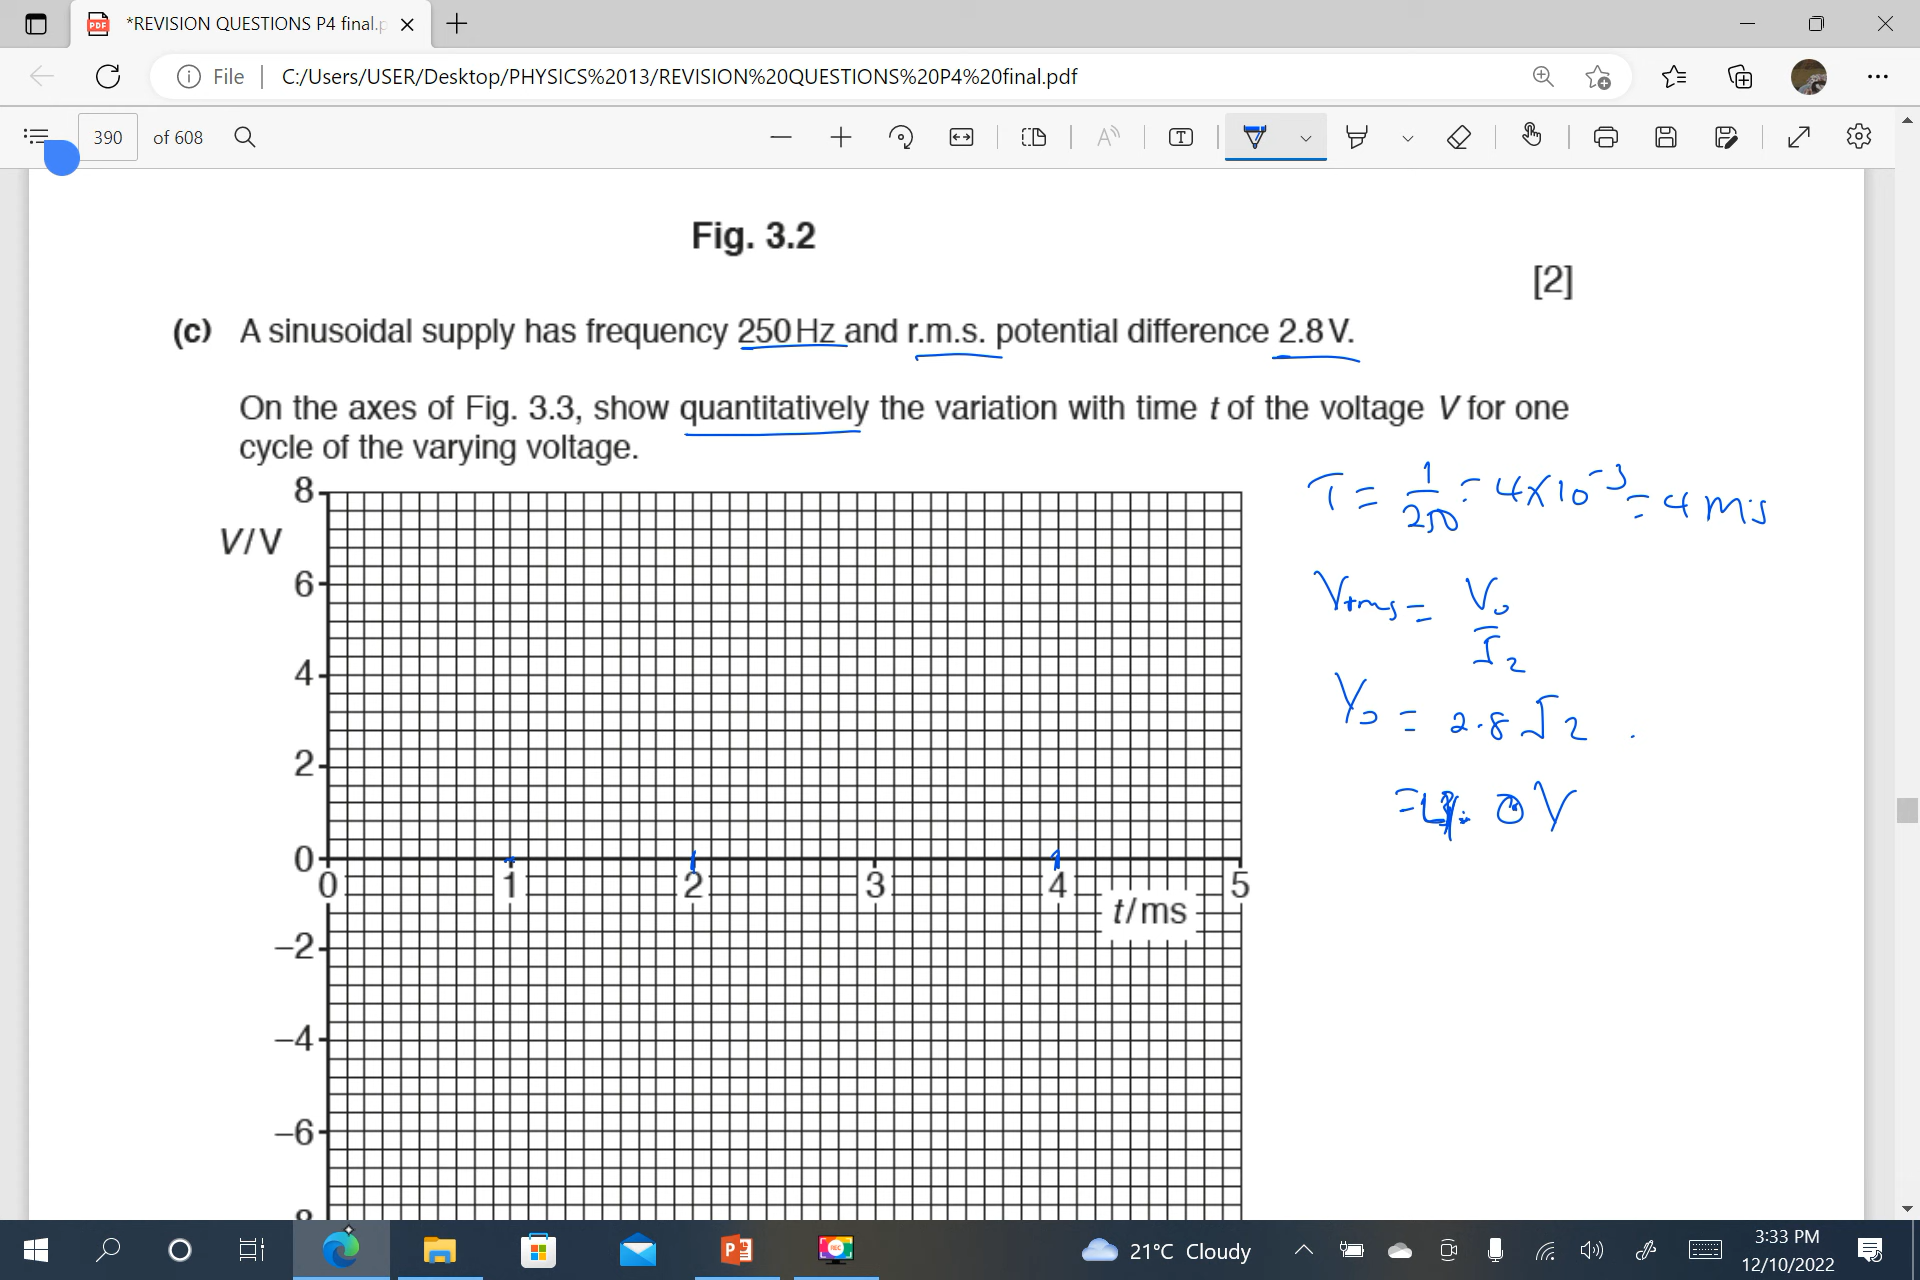 *REVISION QUESTIONS P4 final.p
File
C:/Users/USER/Desktop/PHYSICS%2013/REVISION%20QUESTIONS%20P4%20final.pdf
390 of 608
Fig. 3.2
[2]
(c) A sinusoidal supply has frequency 250 Hz and r.m.s. potential difference 2.8 V.
On the axes of Fig. 3.3, show quantitatively the variation with time t of the voltage V for one
cycle of the varying voltage.
T = 1/250 = 4×10⁻³ = 4 ms
Vrms = V₀/√2
V₀ = 2.8 √2
= 4.0V
8
V/V
6
4
2
0
0 1 2 3 4 5
t/ms
−2
−4
−6
21°C Cloudy
3:33 PM
12/10/2022